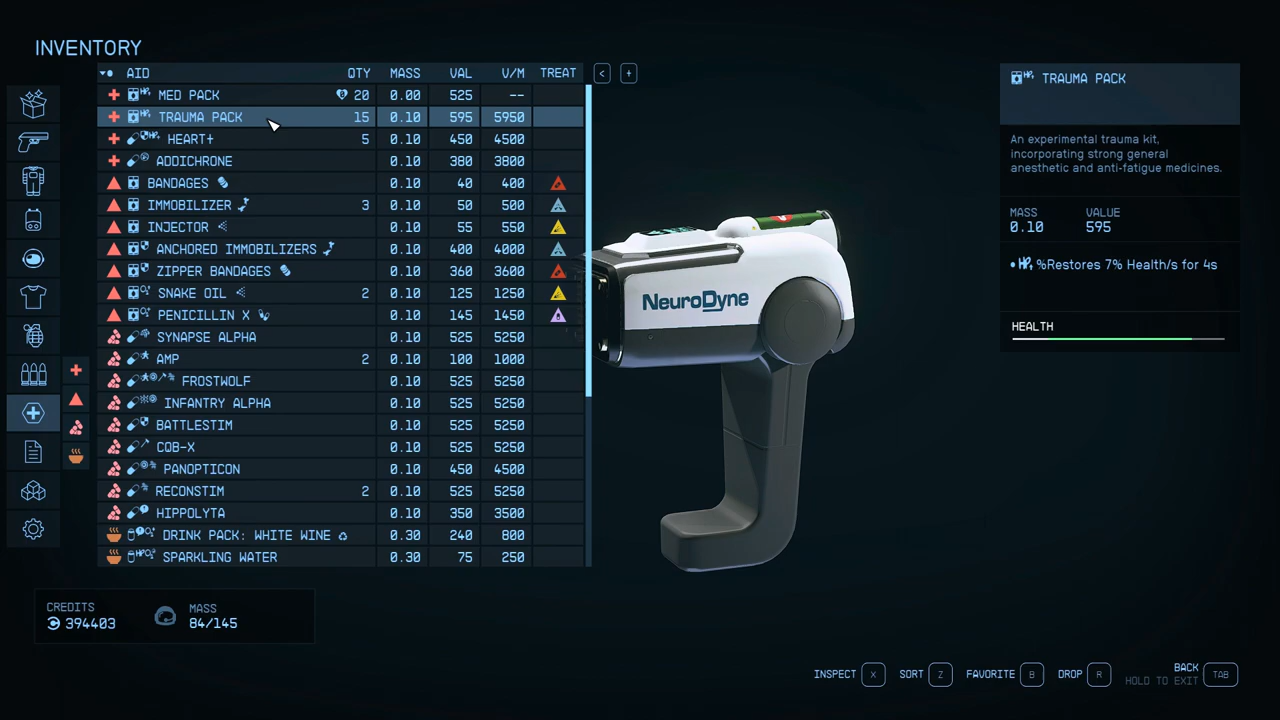 INVENTORY
AID QTY MASS VAL V/M TREAT < +
MED PACK 20 0.00 525 --
TRAUMA PACK 15 0.10 595 5950
HEART+ 5 0.10 450 4500
ADDICHRONE 0.10 380 3800
BANDAGES 0.10 40 400
IMMOBILIZER 3 0.10 50 500
INJECTOR 0.10 55 550
ANCHORED IMMOBILIZERS 0.10 400 4000
ZIPPER BANDAGES 0.10 360 3600
SNAKE OIL 2 0.10 125 1250
PENICILLIN X 0.10 145 1450
SYNAPSE ALPHA 0.10 525 5250
AMP 2 0.10 100 1000
FROSTWOLF 0.10 525 5250
INFANTRY ALPHA 0.10 525 5250
BATTLESTIM 0.10 525 5250
CQB-X 0.10 525 5250
PANOPTICON 0.10 450 4500
RECONSTIM 2 0.10 525 5250
HIPPOLYTA 0.10 350 3500
DRINK PACK: WHITE WINE 0.30 240 800
SPARKLING WATER 0.30 75 250
NeuroDyne
TRAUMA PACK
An experimental trauma kit,
incorporating strong general
anesthetic and anti-fatigue medicines.
MASS VALUE
0.10 595
%Restores 7% Health/s for 4s
HEALTH
CREDITS MASS
394403 84/145
INSPECT X SORT Z FAVORITE B DROP R BACK TAB
HOLD TO EXIT